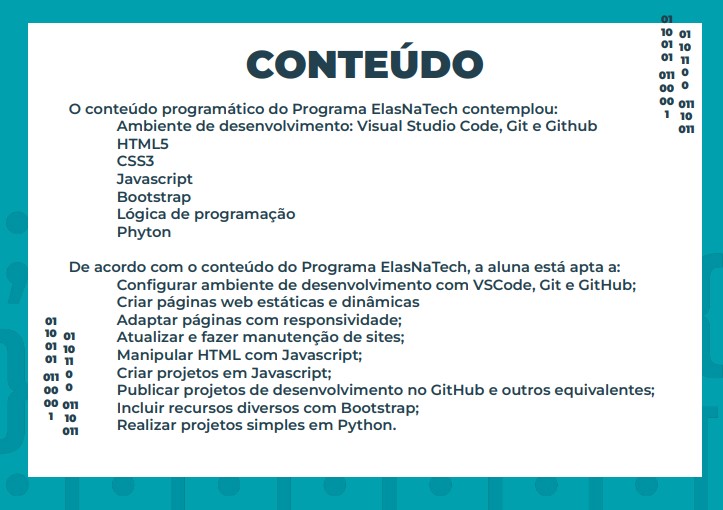 CONTEÚDO
O conteúdo programático do Programa ElasNaTech contemplou:
Ambiente de desenvolvimento: Visual Studio Code, Git e Github
HTML5
CSS3
Javascript
Bootstrap
Lógica de programação
Phyton
De acordo com o conteúdo do Programa ElasNaTech, a aluna está apta a:
Configurar ambiente de desenvolvimento com VSCode, Git e GitHub;
Criar páginas web estáticas e dinâmicas
Adaptar páginas com responsividade;
Atualizar e fazer manutenção de sites;
Manipular HTML com Javascript;
Criar projetos em Javascript;
Publicar projetos de desenvolvimento no GitHub e outros equivalentes;
Incluir recursos diversos com Bootstrap;
Realizar projetos simples em Python.
01
10
01
01
011
00
00
1
01
10
11
0
0
011
10
011
01
10
01
01
011
00
00
1
01
10
11
0
0
011
10
011